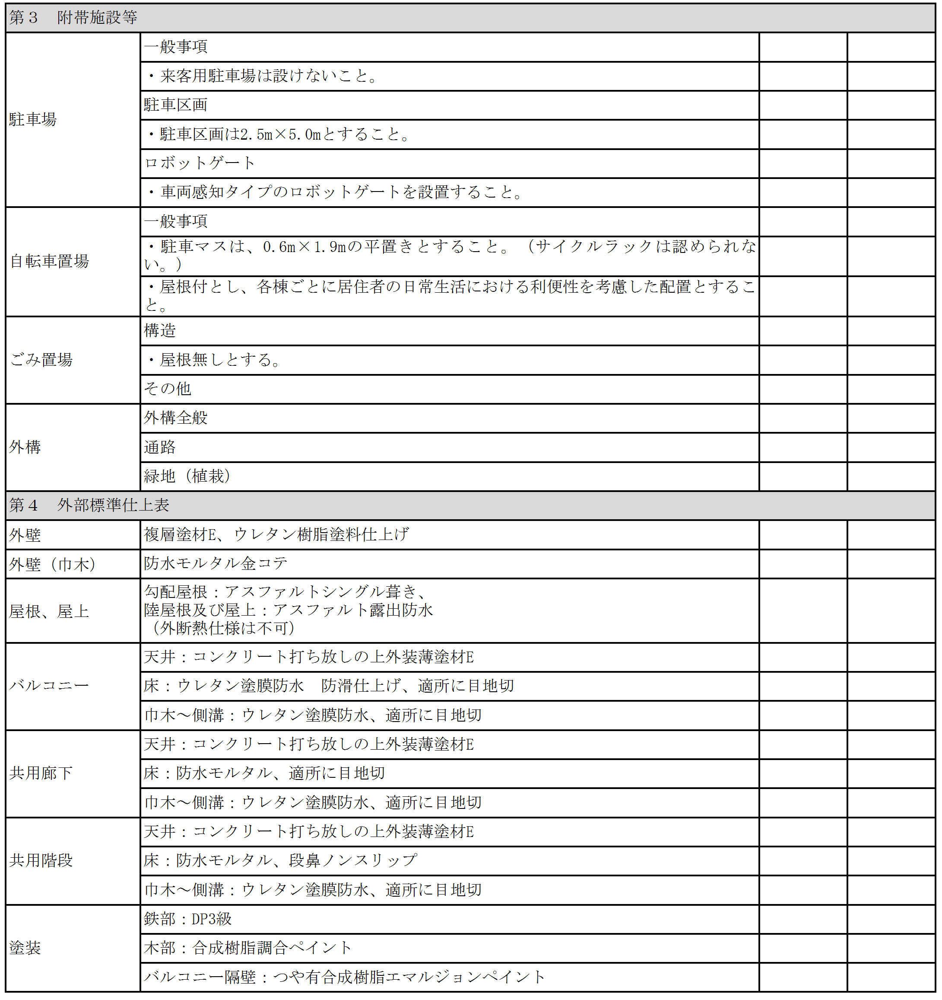 第３　附帯施設等
駐車場
一般事項
・来客用駐車場は設けないこと。
駐車区画
・駐車区画は2.5m×5.0mとすること。
ロボットゲート
・車両感知タイプのロボットゲートを設置すること。
自転車置場
一般事項
・駐車マスは、0.6m×1.9mの平置きとすること。（サイクルラックは認められな
い。）
・屋根付とし、各棟ごとに居住者の日常生活における利便性を考慮した配置とするこ
と。
ごみ置場
構造
・屋根無しとする。
その他
外構
外構全般
通路
緑地（植栽）
第４　外部標準仕上表
外壁
複層塗材E、ウレタン樹脂塗料仕上げ
外壁（巾木）
防水モルタル金コテ
屋根、屋上
勾配屋根：アスファルトシングル葺き、
陸屋根及び屋上：アスファルト露出防水
（外断熱仕様は不可）
バルコニー
天井：コンクリート打ち放しの上外装薄塗材E
床：ウレタン塗膜防水　防滑仕上げ、適所に目地切
巾木～側溝：ウレタン塗膜防水、適所に目地切
共用廊下
天井：コンクリート打ち放しの上外装薄塗材E
床：防水モルタル、適所に目地切
巾木～側溝：ウレタン塗膜防水、適所に目地切
共用階段
天井：コンクリート打ち放しの上外装薄塗材E
床：防水モルタル、段鼻ノンスリップ
巾木～側溝：ウレタン塗膜防水、適所に目地切
塗装
鉄部：DP3級
木部：合成樹脂調合ペイント
バルコニー隔壁：つや有合成樹脂エマルジョンペイント